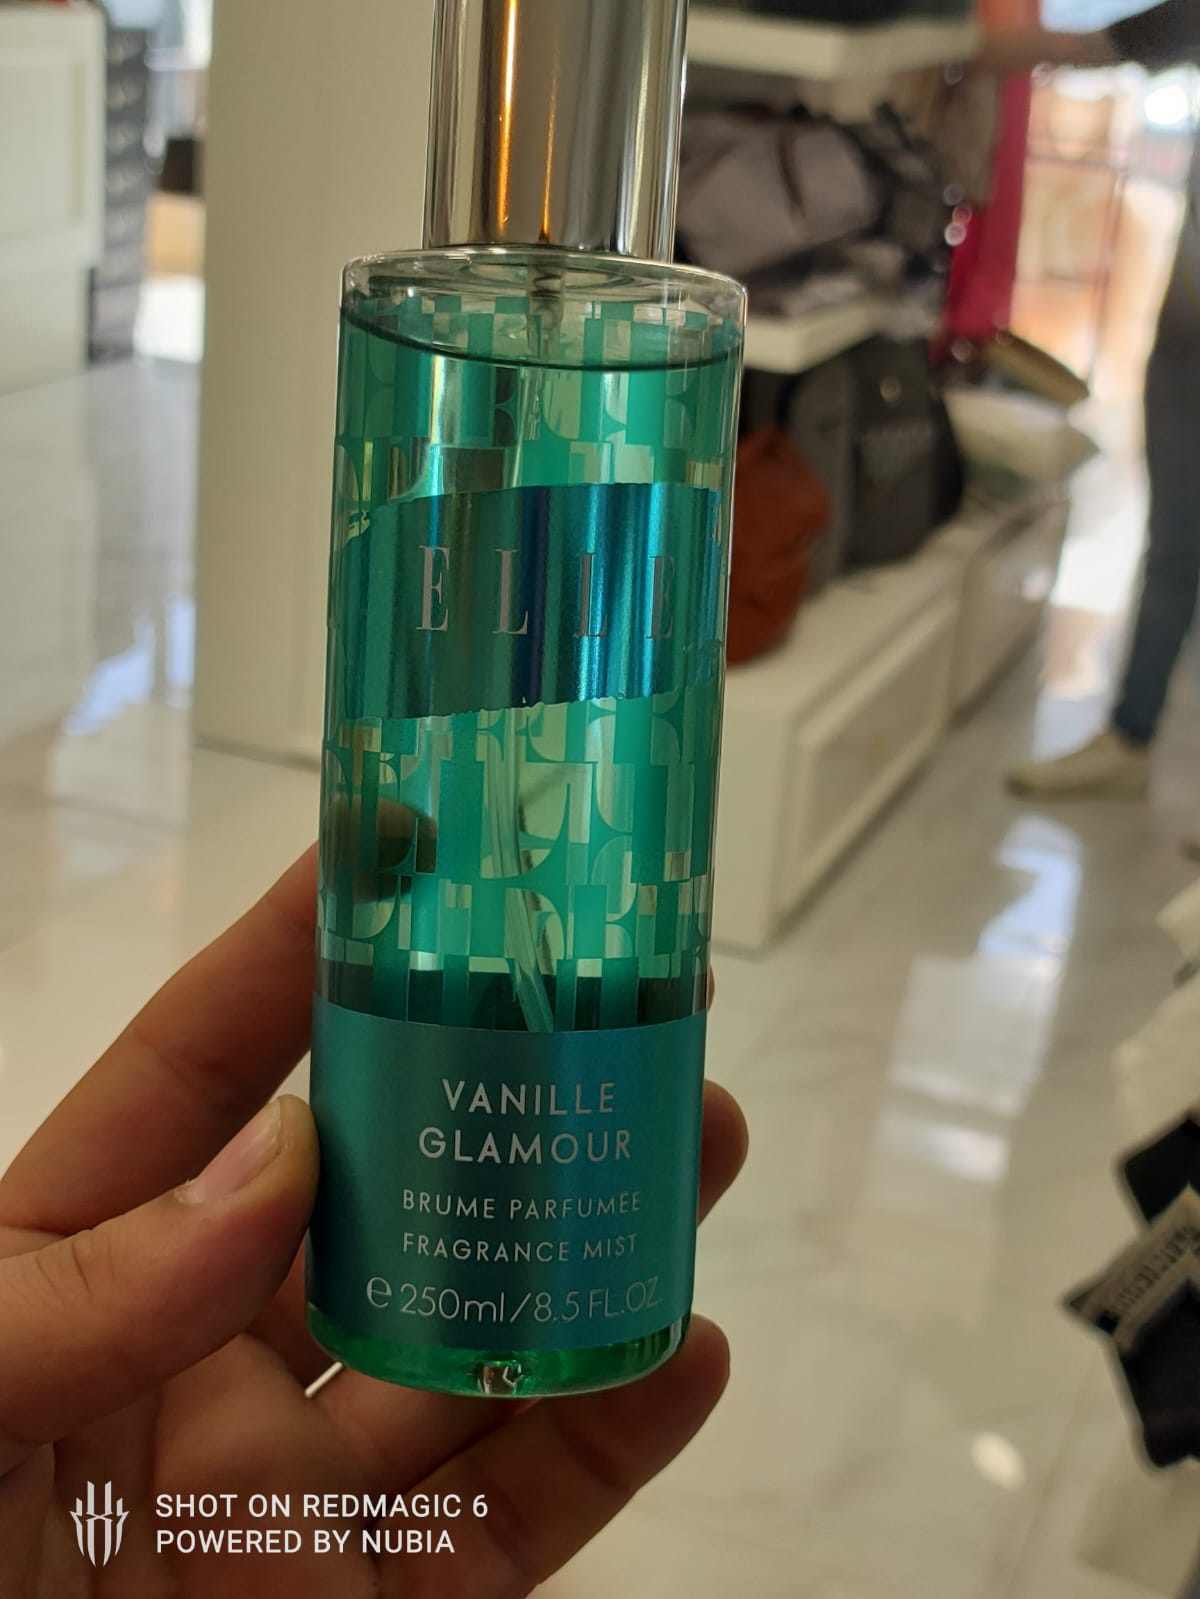 ELLE
VANILLE
GLAMOUR
BRUME PARFUMÉE
FRAGRANCE MIST
℮ 250ml/8.5 FL.OZ.
SHOT ON REDMAGIC 6
POWERED BY NUBIA